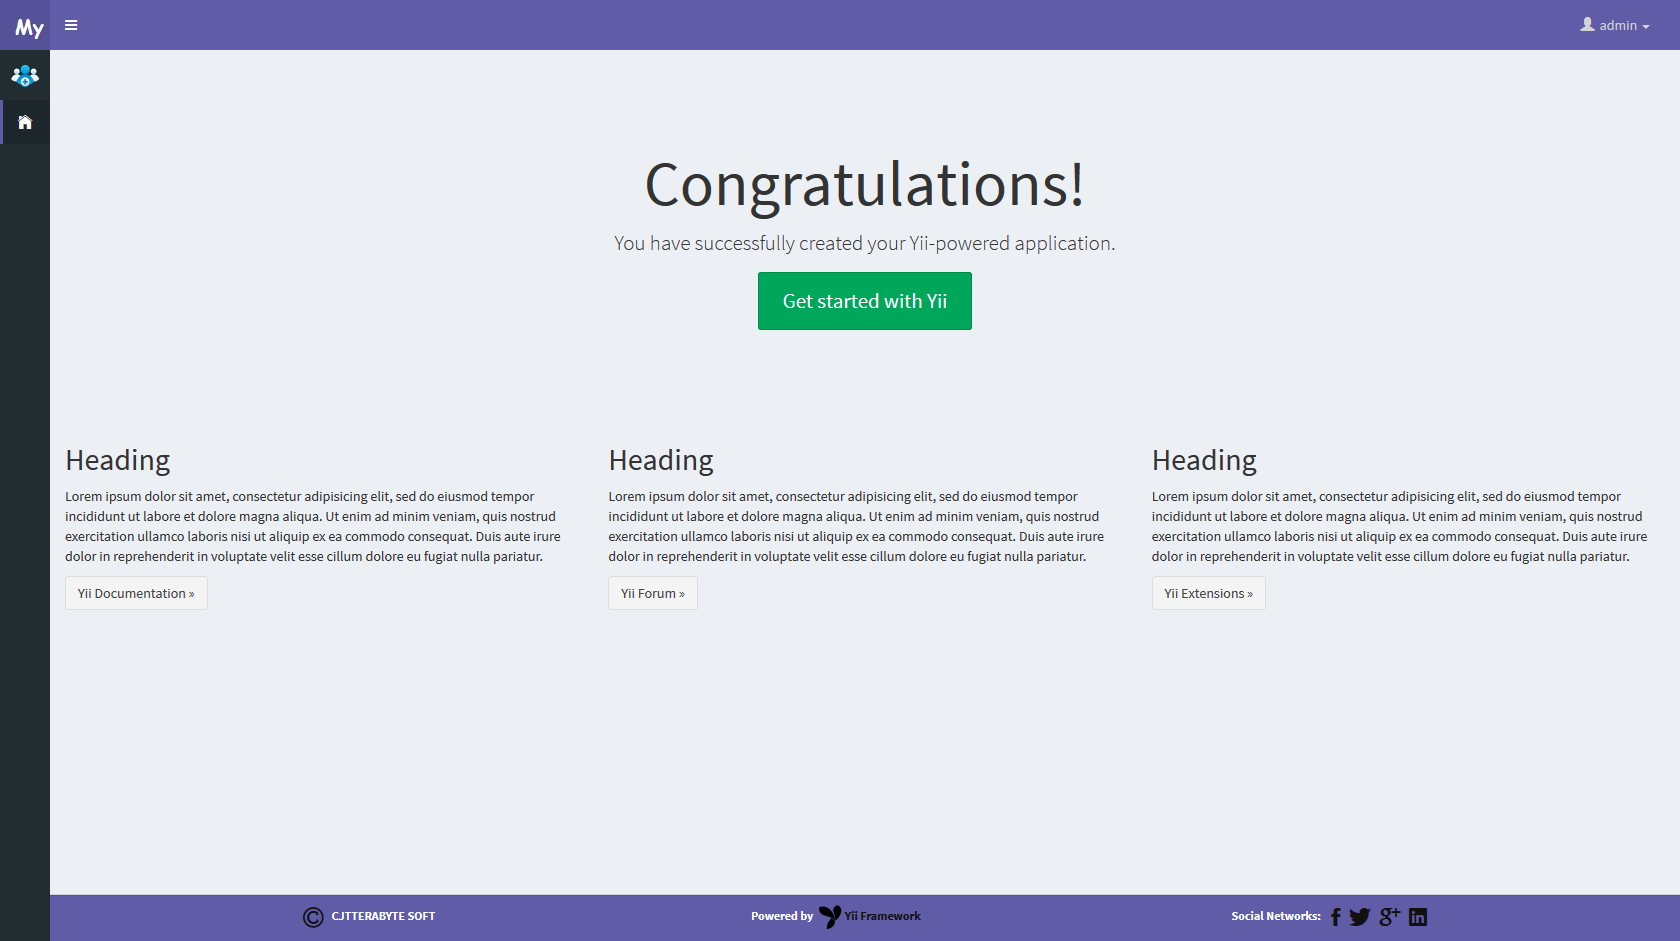 My
admin
Congratulations!
You have successfully created your Yii-powered application.
Get started with Yii
Heading
Lorem ipsum dolor sit amet, consectetur adipisicing elit, sed do eiusmod tempor
incididunt ut labore et dolore magna aliqua. Ut enim ad minim veniam, quis nostrud
exercitation ullamco laboris nisi ut aliquip ex ea commodo consequat. Duis aute irure
dolor in reprehenderit in voluptate velit esse cillum dolore eu fugiat nulla pariatur.
Yii Documentation »
Heading
Lorem ipsum dolor sit amet, consectetur adipisicing elit, sed do eiusmod tempor
incididunt ut labore et dolore magna aliqua. Ut enim ad minim veniam, quis nostrud
exercitation ullamco laboris nisi ut aliquip ex ea commodo consequat. Duis aute irure
dolor in reprehenderit in voluptate velit esse cillum dolore eu fugiat nulla pariatur.
Yii Forum »
Heading
Lorem ipsum dolor sit amet, consectetur adipisicing elit, sed do eiusmod tempor
incididunt ut labore et dolore magna aliqua. Ut enim ad minim veniam, quis nostrud
exercitation ullamco laboris nisi ut aliquip ex ea commodo consequat. Duis aute irure
dolor in reprehenderit in voluptate velit esse cillum dolore eu fugiat nulla pariatur.
Yii Extensions »
© CJTTERABYTE SOFT
Powered by Yii Framework
Social Networks: